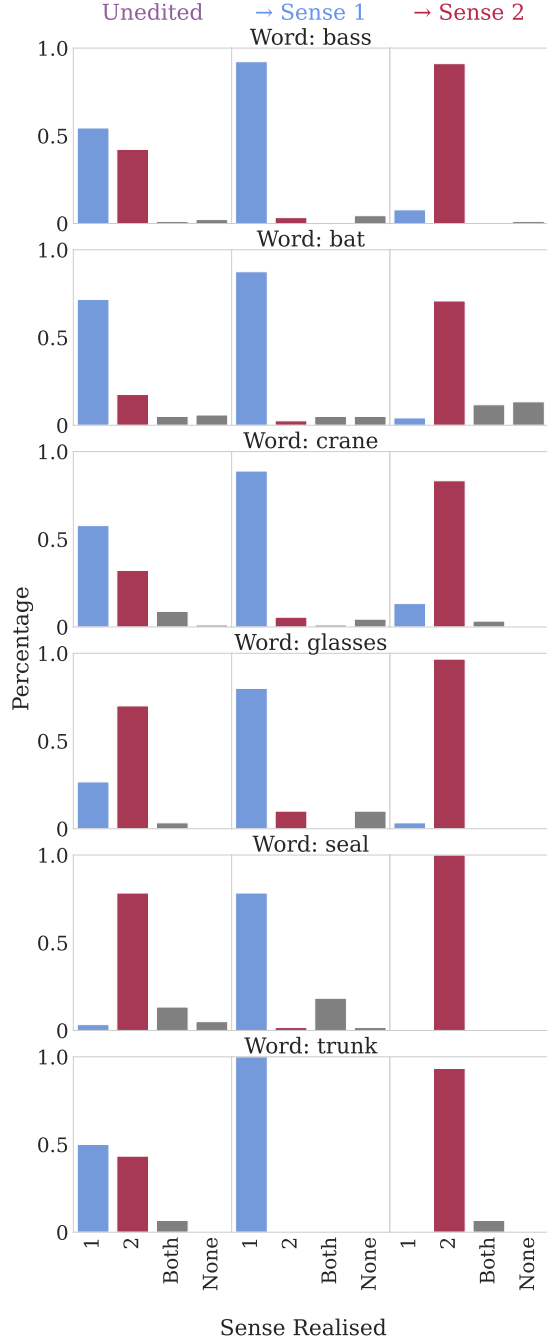 Unedited → Sense 1 → Sense 2
Word: bass
1.0
0.5
0
Word: bat
1.0
0.5
0
Word: crane
1.0
0.5
0
Word: glasses
1.0
0.5
0
Word: seal
1.0
0.5
0
Word: trunk
1.0
0.5
0
Percentage
1 2 Both None 1 2 Both None 1 2 Both None
Sense Realised